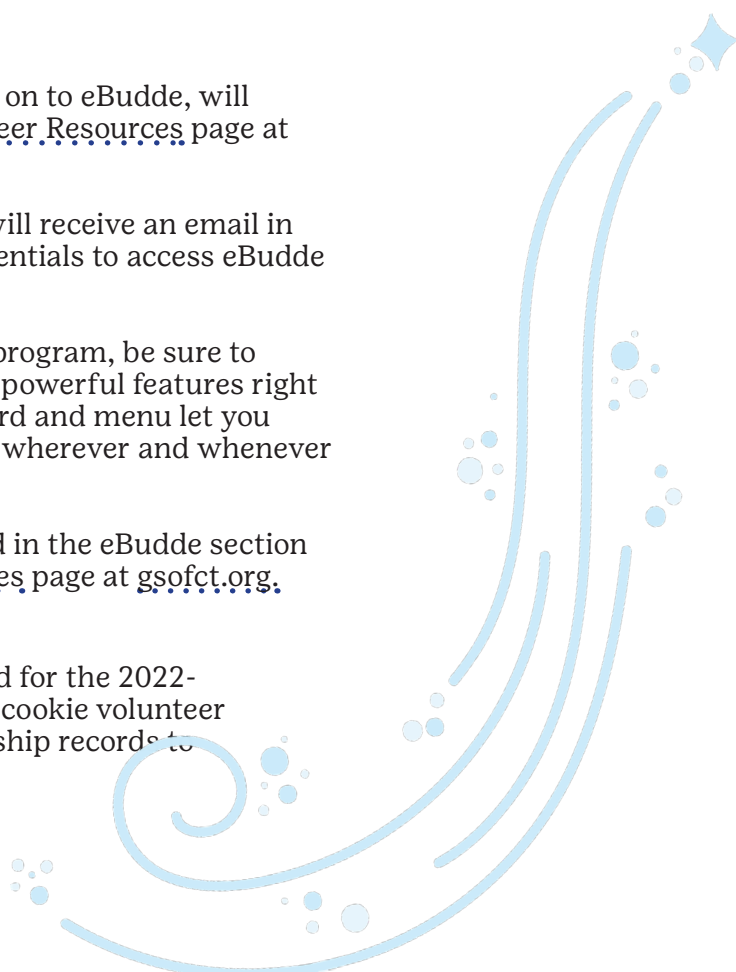 on to eBudde, will
eer Resources page at
will receive an email in
entials to access eBudde
program, be sure to
powerful features right
rd and menu let you
wherever and whenever
d in the eBudde section
es page at gsofct.org.
d for the 2022-
cookie volunteer
ship records to